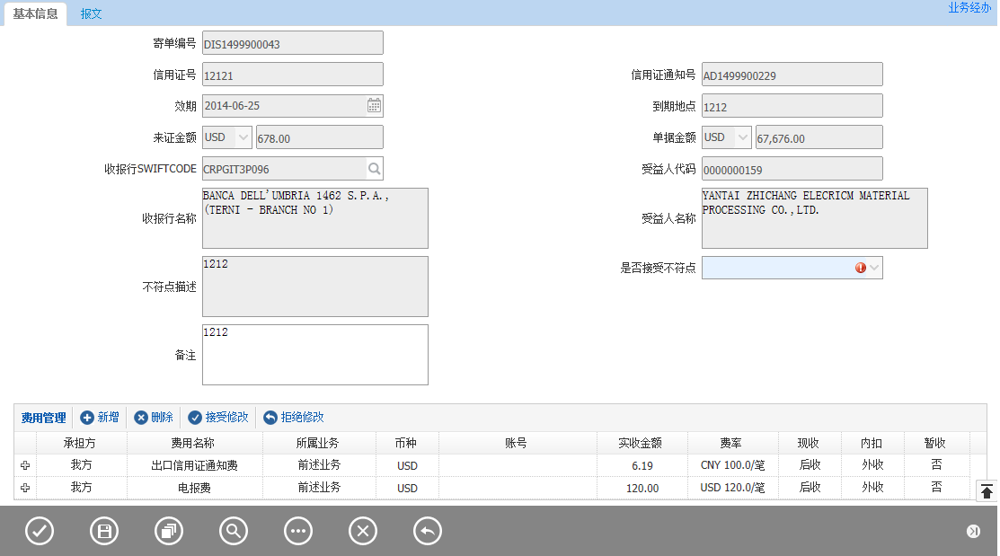 基本信息 报文 业务经办
寄单编号 DIS1499900043
信用证号 12121 信用证通知号 AD1499900229
效期 2014-06-25 到期地点 1212
来证金额 USD 678.00 单据金额 USD 67,676.00
收报行SWIFTCODE CRPGIT3P096 受益人代码 0000000159
收报行名称 BANCA DELL'UMBRIA 1462 S.P.A.,
(TERNI - BRANCH NO 1)
受益人名称 YANTAI ZHICHANG ELECRICM MATERIAL
PROCESSING CO.,LTD.
不符点描述 1212 是否接受不符点
备注 1212
费用管理 新增 删除 接受修改 拒绝修改
承担方 费用名称 所属业务 币种 账号 实收金额 费率 现收 内扣 暂收
我方 出口信用证通知费 前述业务 USD 6.19 CNY 100.0/笔 后收 外收 否
我方 电报费 前述业务 USD 120.00 USD 120.0/笔 后收 外收 否